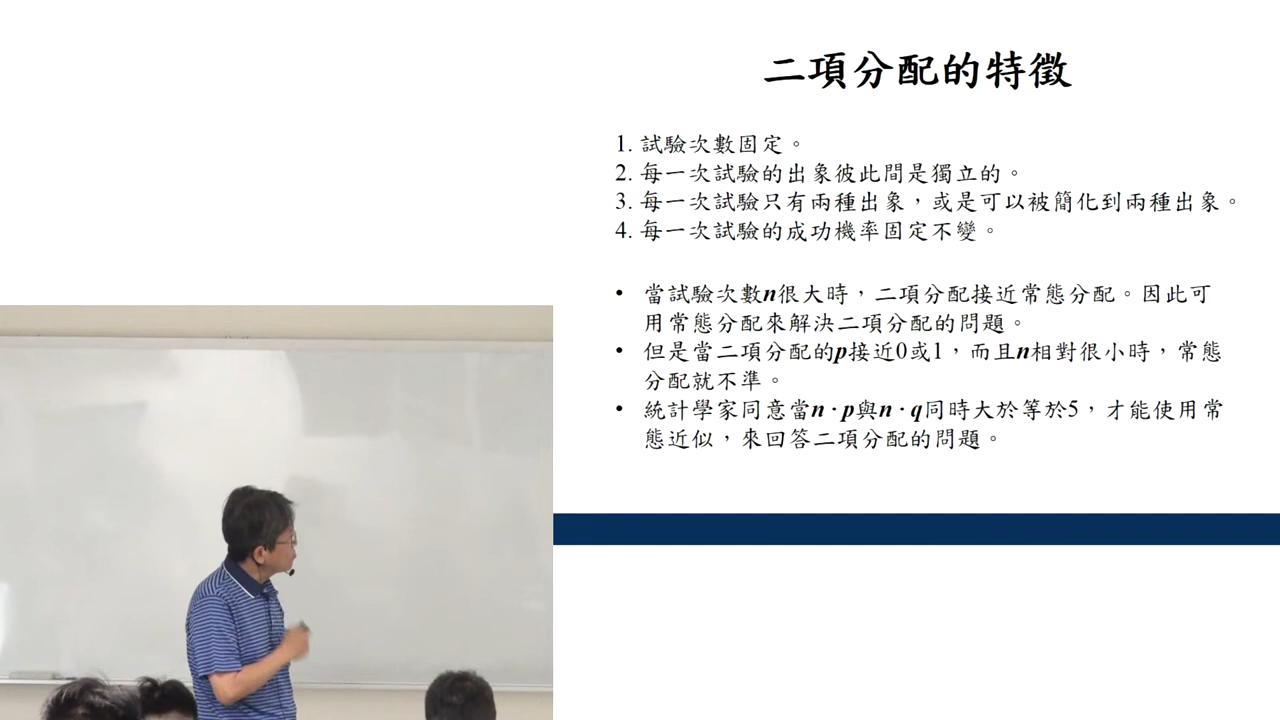 二項分配的特徵
1. 試驗次數固定。
2. 每一次試驗的出象彼此間是獨立的。
3. 每一次試驗只有兩種出象，或是可以被簡化到兩種出象。
4. 每一次試驗的成功機率固定不變。
• 當試驗次數n很大時，二項分配接近常態分配。因此可
用常態分配來解決二項分配的問題。
• 但是當二項分配的p接近0或1，而且n相對很小時，常態
分配就不準。
• 統計學家同意當n · p與n · q同時大於等於5，才能使用常
態近似，來回答二項分配的問題。